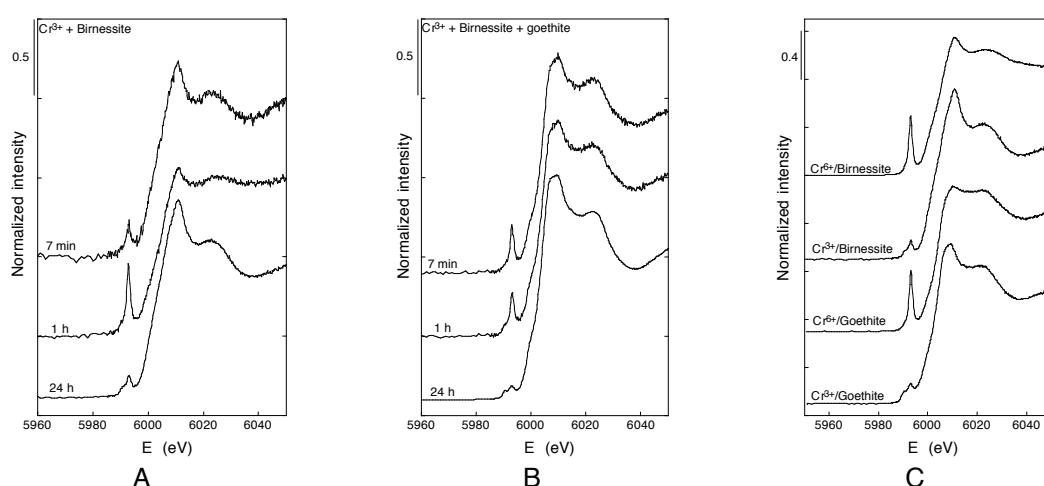 Cr³⁺ + Birnessite
0.5
Normalized intensity
7 min
1 h
24 h
5960 5980 6000 6020 6040
E (eV)
A
Cr³⁺ + Birnessite + goethite
0.5
Normalized intensity
7 min
1 h
24 h
5960 5980 6000 6020 6040
E (eV)
B
0.4
Normalized intensity
Cr⁶⁺/Birnessite
Cr³⁺/Birnessite
Cr⁶⁺/Goethite
Cr³⁺/Goethite
5960 5980 6000 6020 6040
E (eV)
C